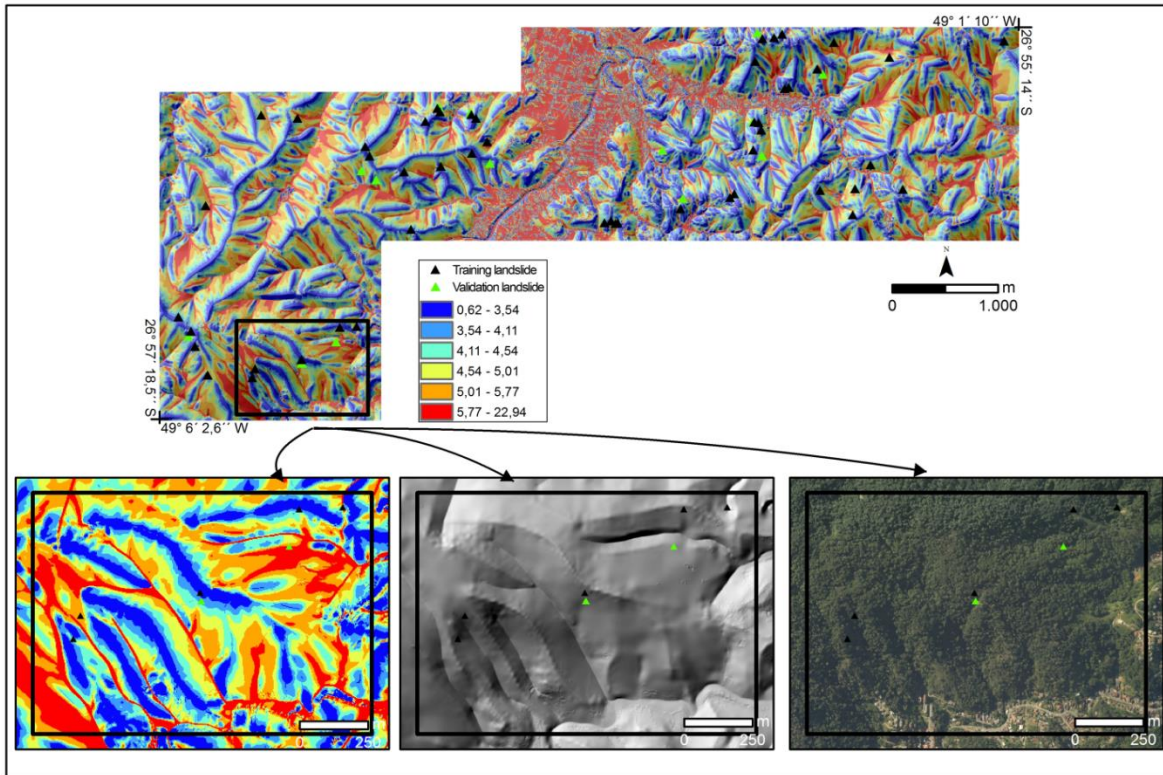 49° 1´ 10´´ W
26° 55´ 14´´ S
N
m
0 1.000
Training landslide
Validation landslide
0,62 - 3,54
3,54 - 4,11
4,11 - 4,54
4,54 - 5,01
5,01 - 5,77
5,77 - 22,94
26° 57´ 18,5´´ S
49° 6´ 2,6´´ W
m
0 250
m
0 250
m
0 250